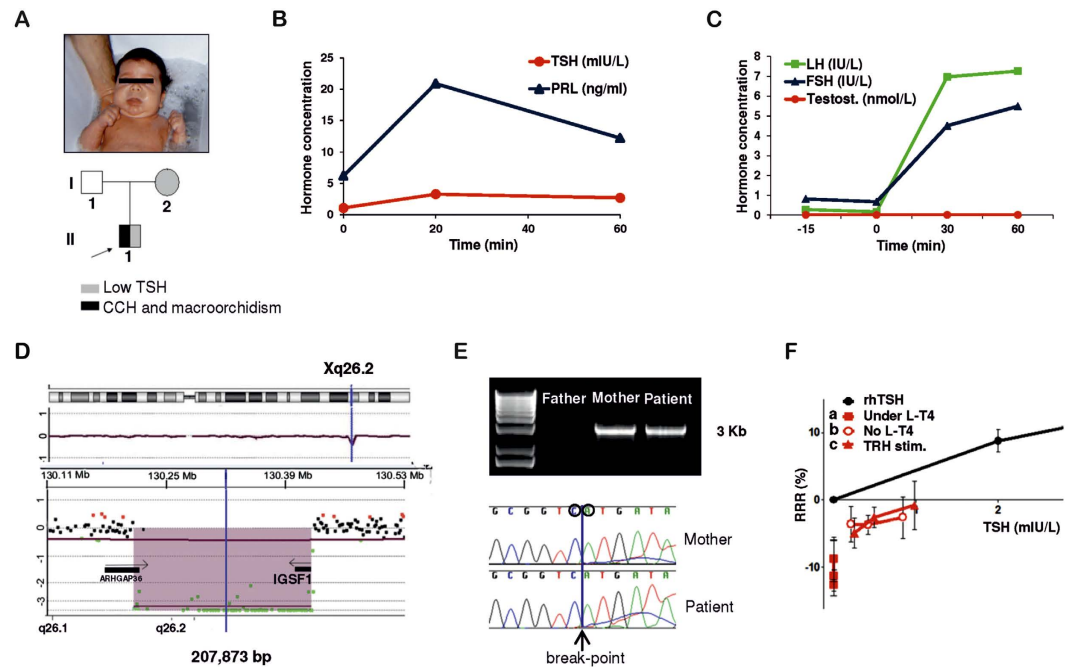 A
I
1
2
II
1
Low TSH
CCH and macroorchidism
B
Hormone concentration
25
20
15
10
5
0
TSH (mIU/L)
PRL (ng/ml)
0
20
60
Time (min)
C
Hormone concentration
8
7
6
5
4
3
2
1
0
LH (IU/L)
FSH (IU/L)
Testost. (nmol/L)
-15
0
30
60
Time (min)
D
Xq26.2
1
0
-1
130.11 Mb
130.25 Mb
130.39 Mb
130.53 Mb
1
0
-1
-2
-3
ARHGAP36
IGSF1
q26.1
q26.2
q26.3
207,873 bp
E
Father Mother Patient
3 Kb
G C G G T C A T G A T A
Mother
G C G G T C A T G A T A
Patient
break-point
F
rhTSH
a Under L-T4
b No L-T4
c TRH stim.
RRR (%)
10
0
-10
2
TSH (mIU/L)